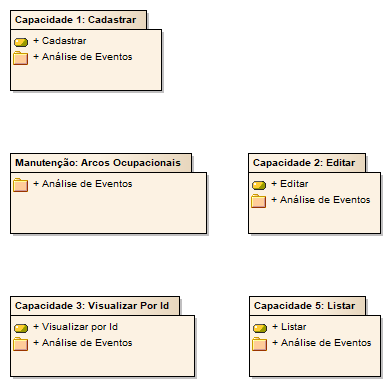 Capacidade 1: Cadastrar
+ Cadastrar
+ Análise de Eventos
Manutenção: Arcos Ocupacionais
+ Análise de Eventos
Capacidade 2: Editar
+ Editar
+ Análise de Eventos
Capacidade 3: Visualizar Por Id
+ Visualizar por Id
+ Análise de Eventos
Capacidade 5: Listar
+ Listar
+ Análise de Eventos